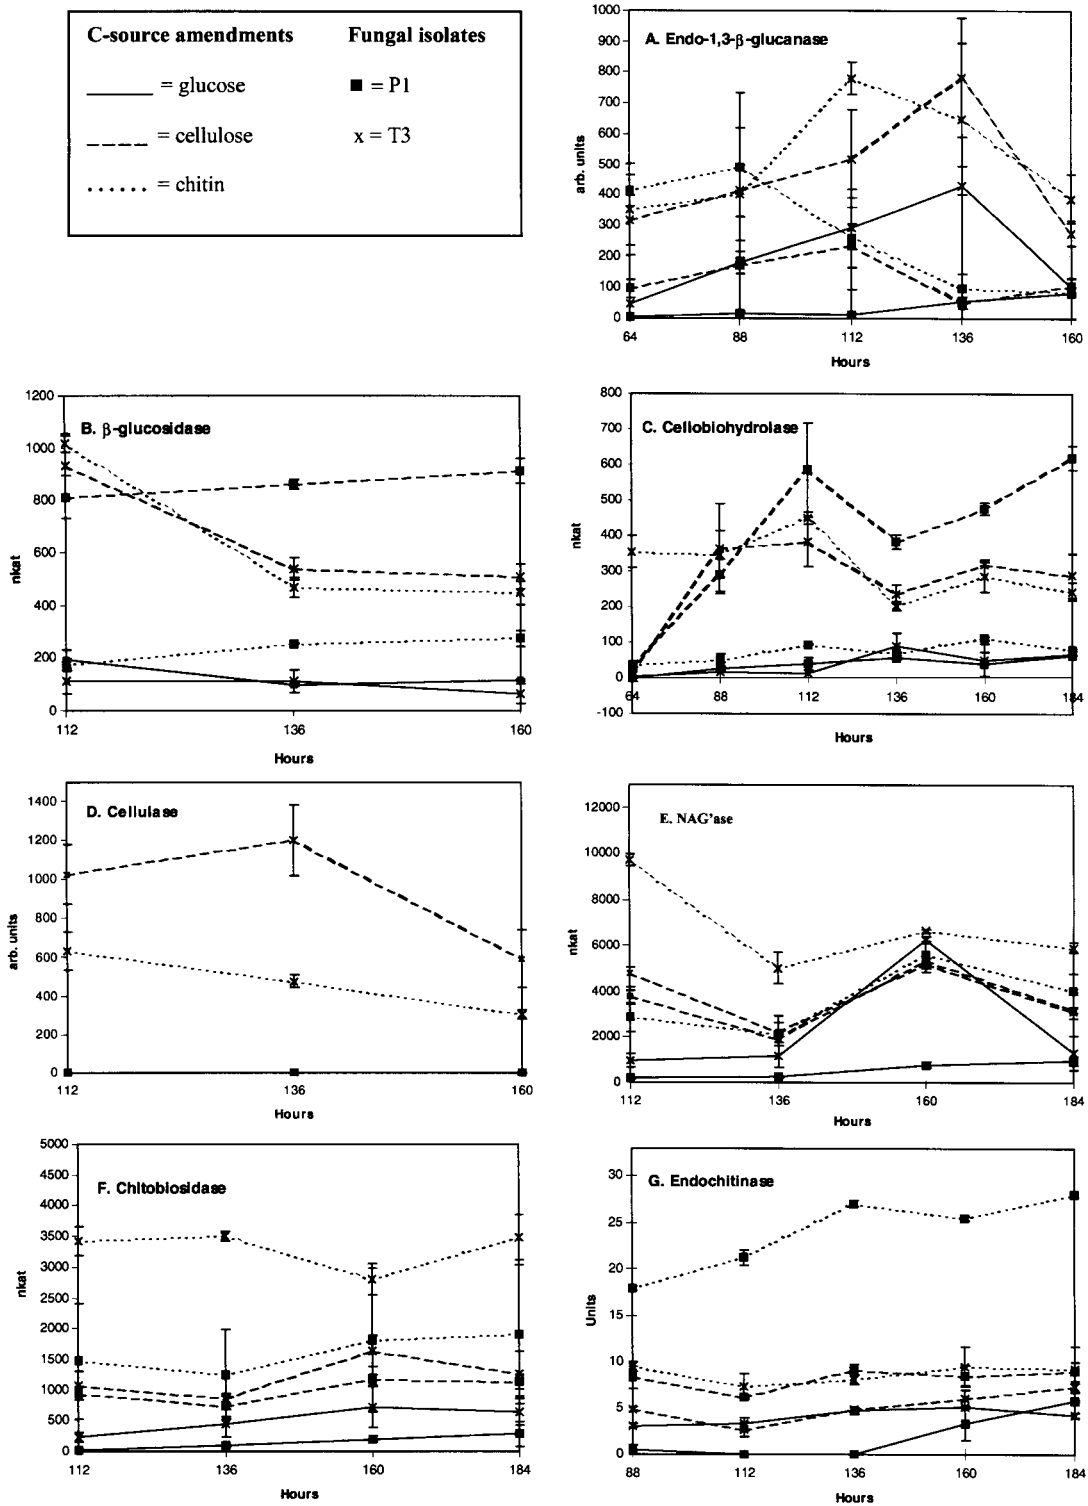 C-source amendments Fungal isolates
= glucose ■ = P1
= cellulose x = T3
= chitin
A. Endo-1,3-β-glucanase
1000
900
800
700
600
500
400
300
200
100
0
arb. units
64 88 112 136 160
Hours
B. β-glucosidase
1200
1000
800
600
400
200
0
nkat
112 136 160
Hours
C. Cellobiohydrolase
800
700
600
500
400
300
200
100
0
-100
nkat
64 88 112 136 160 184
Hours
D. Cellulase
1400
1200
1000
800
600
400
200
0
arb. units
112 136 160
Hours
E. NAG'ase
12000
10000
8000
6000
4000
2000
0
nkat
112 136 160 184
Hours
F. Chitobiosidase
5000
4500
4000
3500
3000
2500
2000
1500
1000
500
0
nkat
112 136 160 184
Hours
G. Endochitinase
30
25
20
15
10
5
0
Units
88 112 136 160 184
Hours